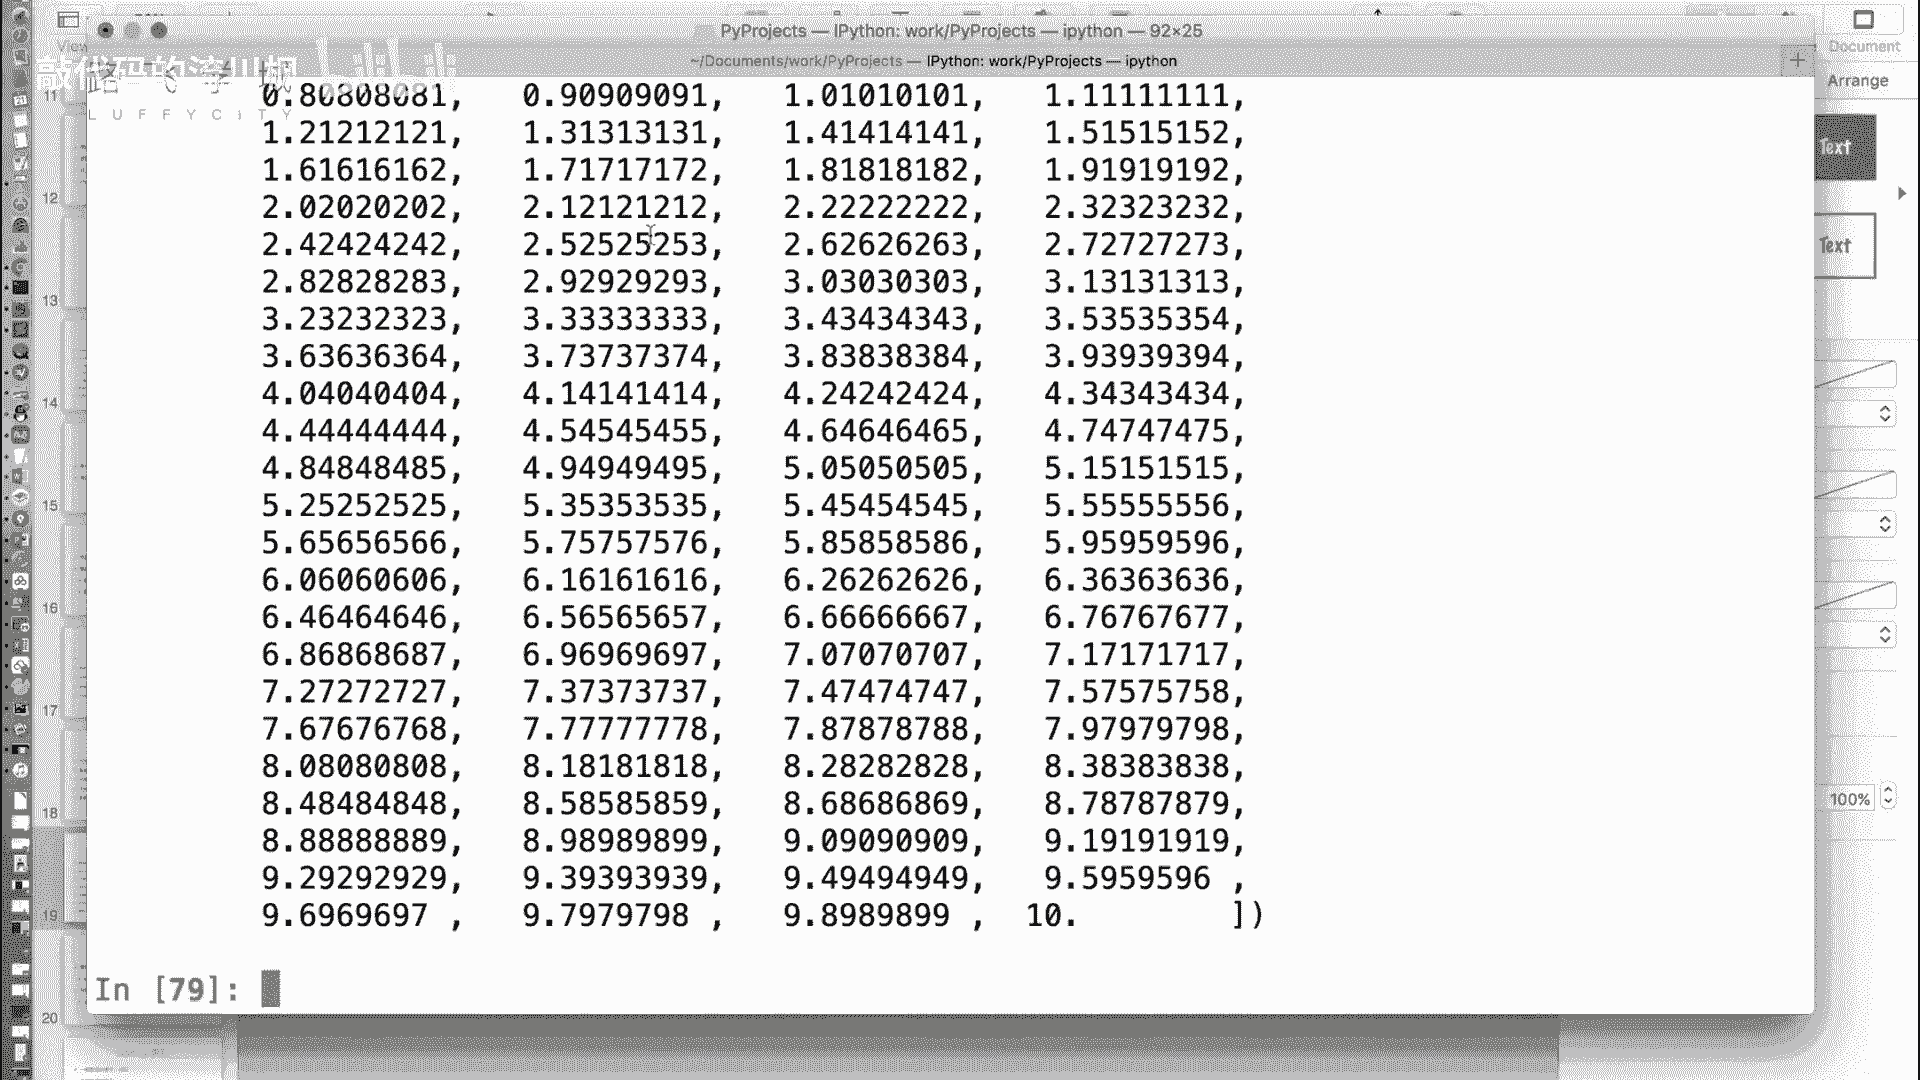 PyProjects — IPython: work/PyProjects — ipython — 92×25
~/Documents/work/PyProjects — IPython: work/PyProjects — ipython
View
Document
Arrange
敲代码的
LUFFYCITY
0.80808081, 0.90909091, 1.01010101, 1.11111111,
1.21212121, 1.31313131, 1.41414141, 1.51515152,
1.61616162, 1.71717172, 1.81818182, 1.91919192,
2.02020202, 2.12121212, 2.22222222, 2.32323232,
2.42424242, 2.52525253, 2.62626263, 2.72727273,
2.82828283, 2.92929293, 3.03030303, 3.13131313,
3.23232323, 3.33333333, 3.43434343, 3.53535354,
3.63636364, 3.73737374, 3.83838384, 3.93939394,
4.04040404, 4.14141414, 4.24242424, 4.34343434,
4.44444444, 4.54545455, 4.64646465, 4.74747475,
4.84848485, 4.94949495, 5.05050505, 5.15151515,
5.25252525, 5.35353535, 5.45454545, 5.55555556,
5.65656566, 5.75757576, 5.85858586, 5.95959596,
6.06060606, 6.16161616, 6.26262626, 6.36363636,
6.46464646, 6.56565657, 6.66666667, 6.76767677,
6.86868687, 6.96969697, 7.07070707, 7.17171717,
7.27272727, 7.37373737, 7.47474747, 7.57575758,
7.67676768, 7.77777778, 7.87878788, 7.97979798,
8.08080808, 8.18181818, 8.28282828, 8.38383838,
8.48484848, 8.58585859, 8.68686869, 8.78787879,
8.88888889, 8.98989899, 9.09090909, 9.19191919,
9.29292929, 9.39393939, 9.49494949, 9.5959596 ,
9.6969697 , 9.7979798 , 9.8989899 , 10. ])
In [79]:
11
12
13
14
15
16
17
18
19
20
Text
Text
100%